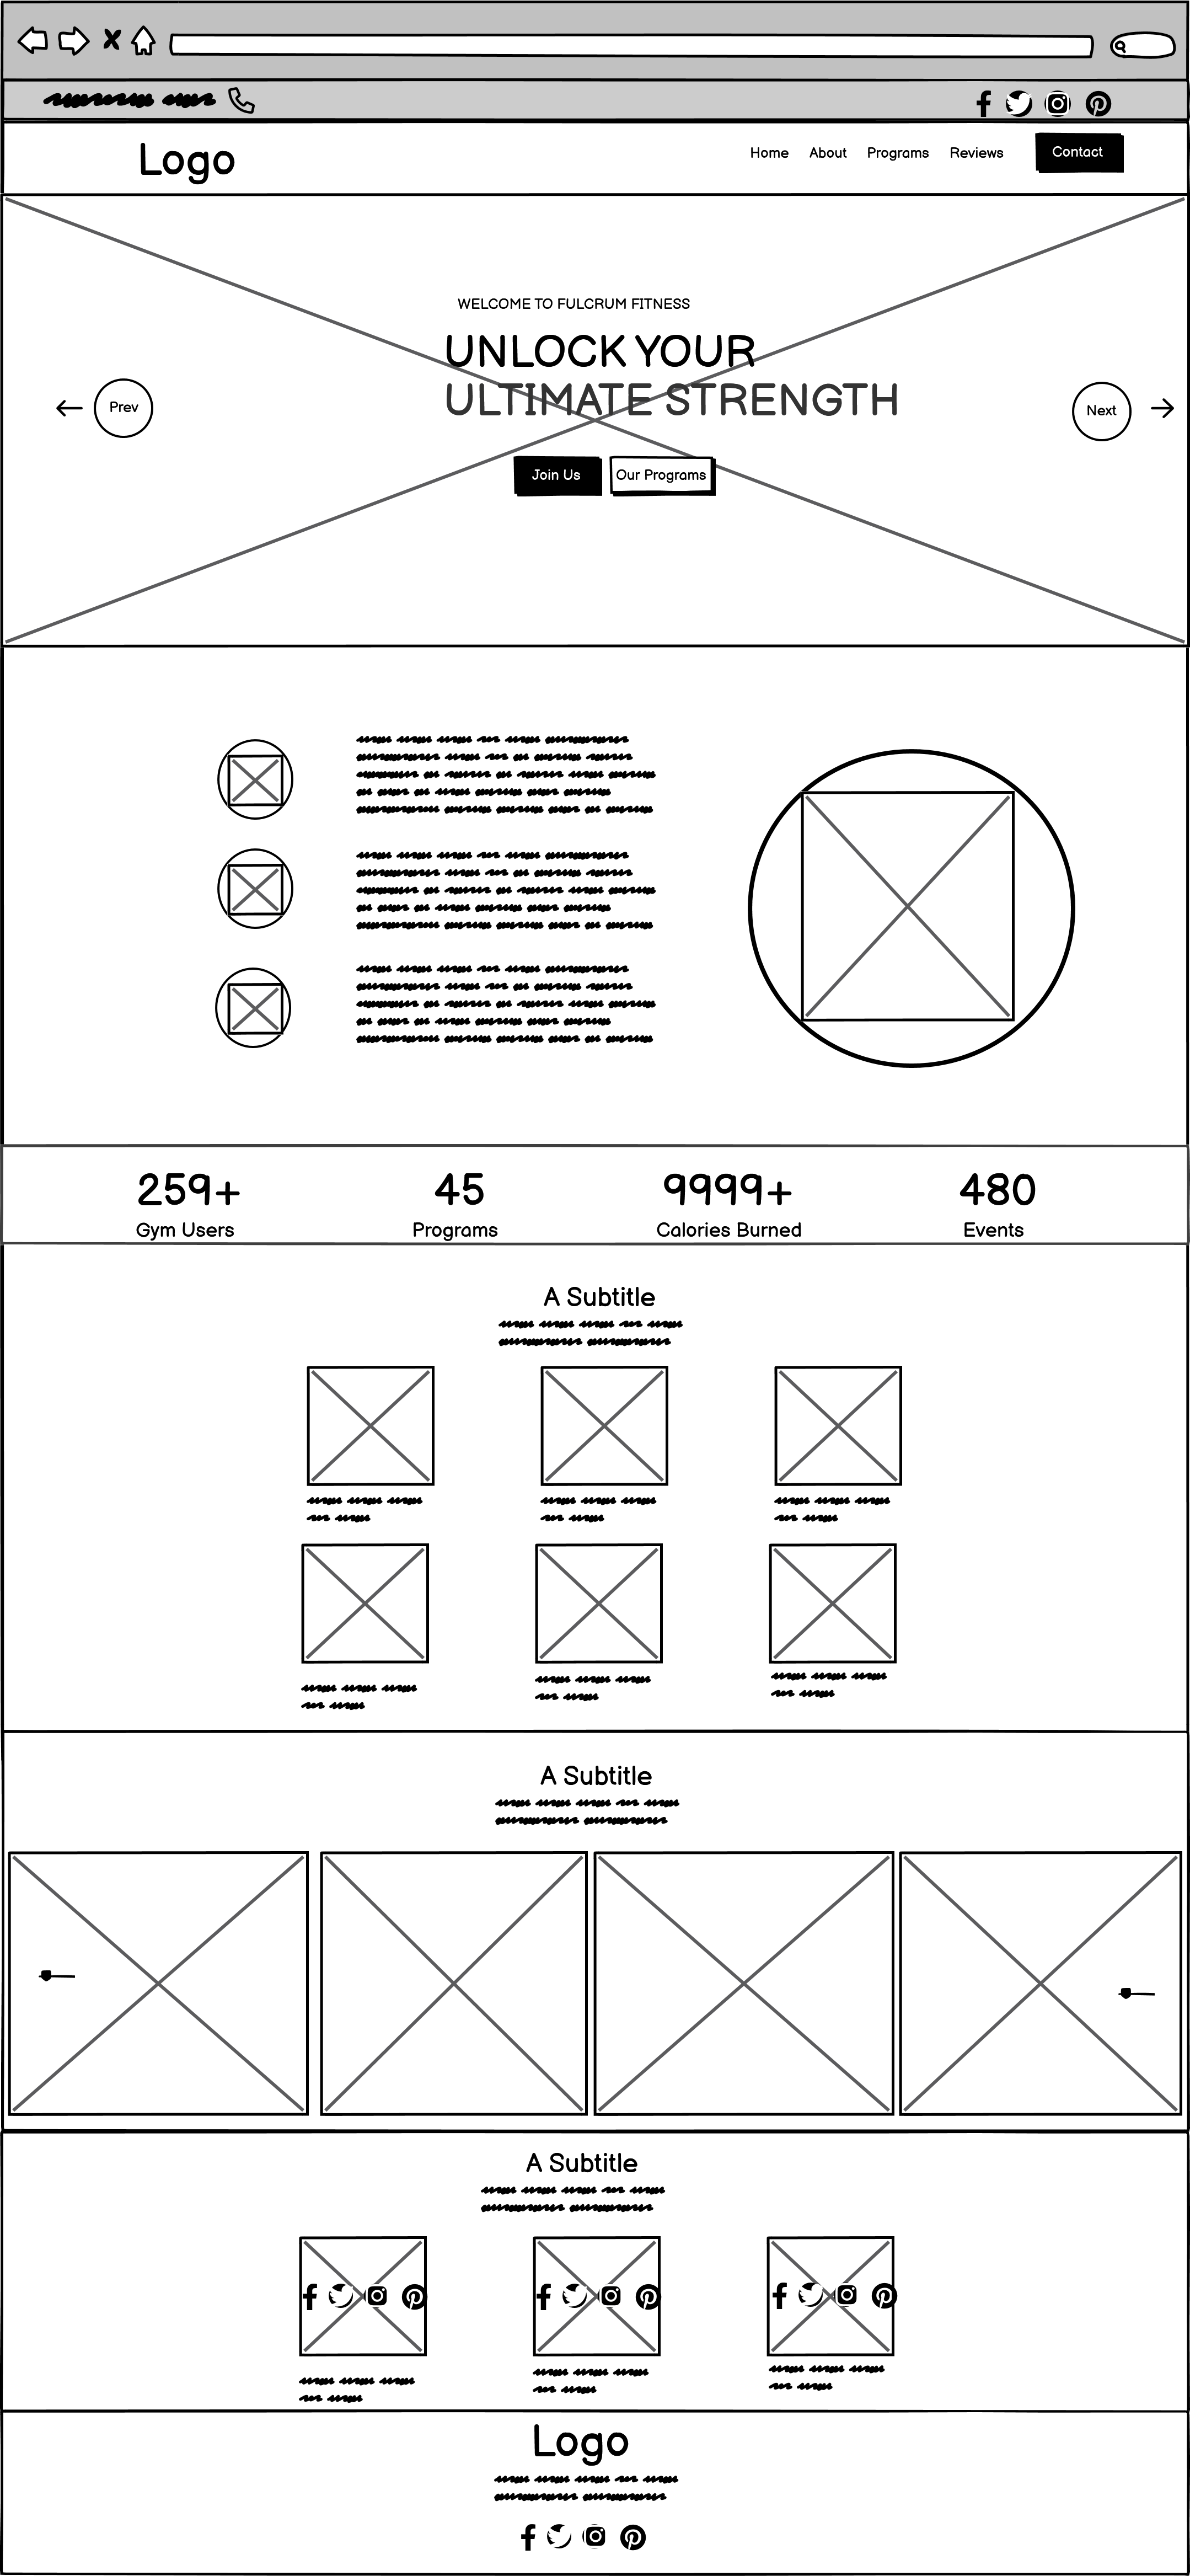 Logo
Home About Programs Reviews Contact
WELCOME TO FULCRUM FITNESS
UNLOCK YOUR
ULTIMATE STRENGTH
Prev
Next
Join Us Our Programs
259+ 45 9999+ 480
Gym Users Programs Calories Burned Events
A Subtitle
A Subtitle
A Subtitle
Logo